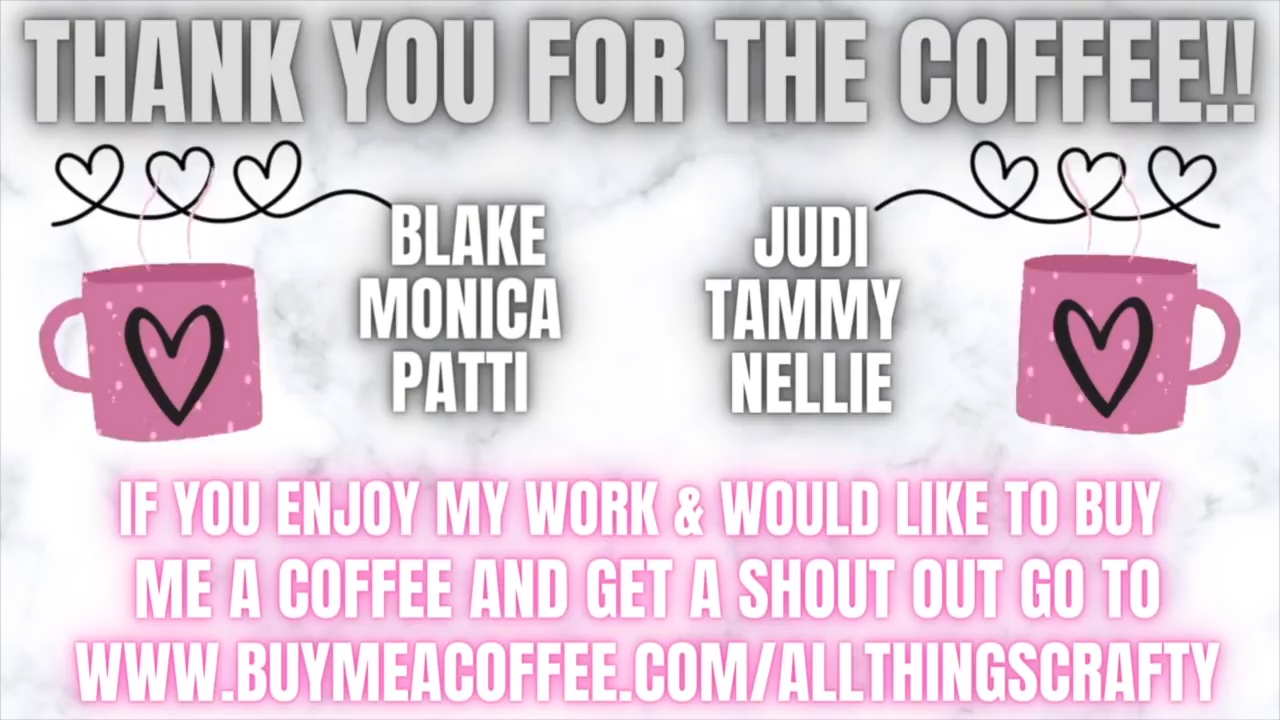 THANK YOU FOR THE COFFEE!!
BLAKE
MONICA
PATTI
JUDI
TAMMY
NELLIE
IF YOU ENJOY MY WORK & WOULD LIKE TO BUY
ME A COFFEE AND GET A SHOUT OUT GO TO
WWW.BUYMEACOFFEE.COM/ALLTHINGSCRAFTY